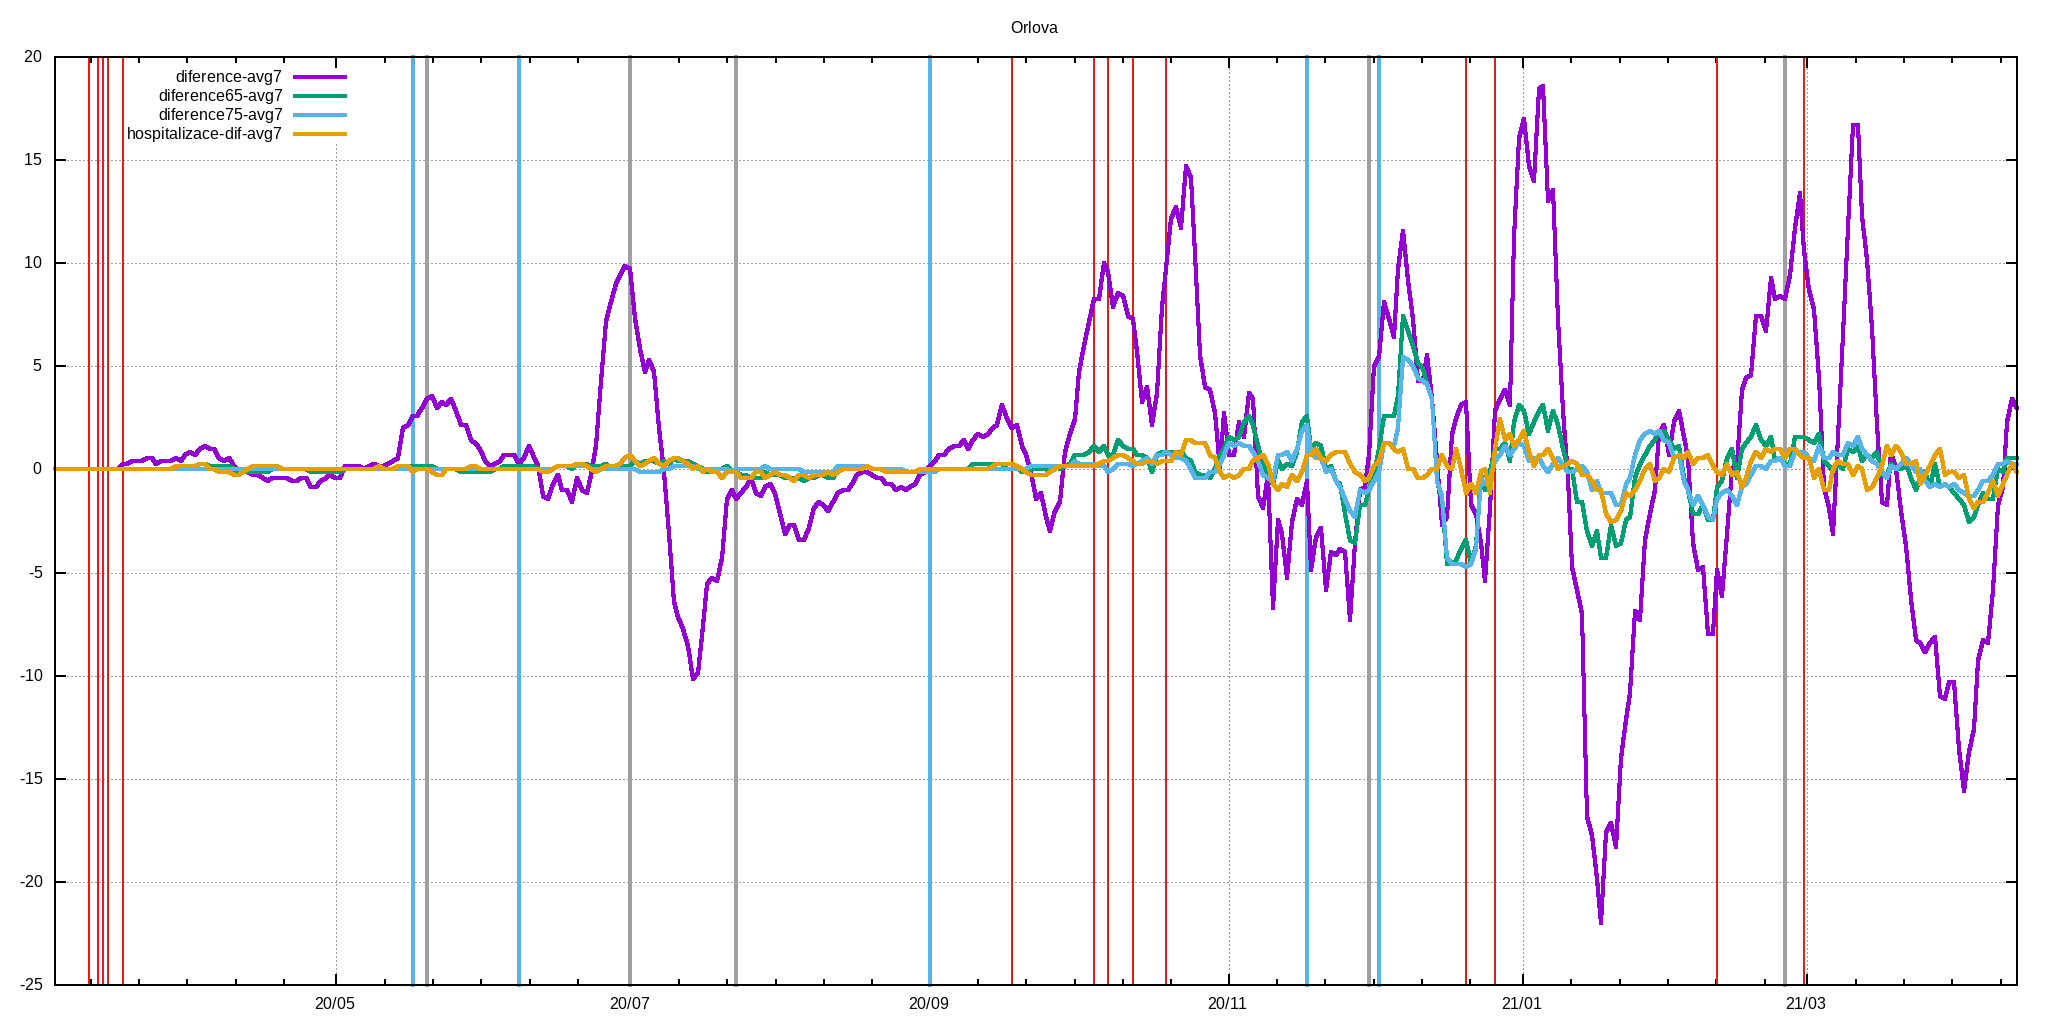 Orlova
diference-avg7
diference65-avg7
diference75-avg7
hospitalizace-dif-avg7
20
15
10
5
0
-5
-10
-15
-20
-25
20/05 20/07 20/09 20/11 21/01 21/03